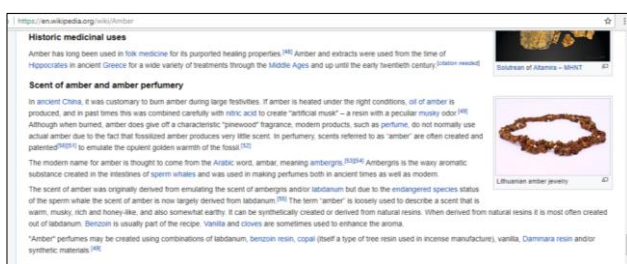 https://en.wikipedia.org/wiki/Amber
Historic medicinal uses
Amber has long been used in folk medicine for its purported healing properties.[48] Amber and extracts were used from the time of
Hippocrates in ancient Greece for a wide variety of treatments through the Middle Ages and up until the early twentieth century.[citation needed]
Solutrean of Altamira – MHNT
Scent of amber and amber perfumery
In ancient China, it was customary to burn amber during large festivities. If amber is heated under the right conditions, oil of amber is
produced, and in past times this was combined carefully with nitric acid to create "artificial musk" – a resin with a peculiar musky odor.[49]
Although when burned, amber does give off a characteristic "pinewood" fragrance, modern products, such as perfume, do not normally use
actual amber due to the fact that fossilized amber produces very little scent. In perfumery, scents referred to as "amber" are often created and
patented[50][51] to emulate the opulent golden warmth of the fossil.[52]
The modern name for amber is thought to come from the Arabic word, ambar, meaning ambergris.[53][54] Ambergris is the waxy aromatic
substance created in the intestines of sperm whales and was used in making perfumes both in ancient times as well as modern.
Lithuanian amber jewelry
The scent of amber was originally derived from emulating the scent of ambergris and/or labdanum but due to the endangered species status
of the sperm whale the scent of amber is now largely derived from labdanum.[55] The term "amber" is loosely used to describe a scent that is
warm, musky, rich and honey-like, and also somewhat earthy. It can be synthetically created or derived from natural resins. When derived from natural resins it is most often created
out of labdanum. Benzoin is usually part of the recipe. Vanilla and cloves are sometimes used to enhance the aroma.
"Amber" perfumes may be created using combinations of labdanum, benzoin resin, copal (itself a type of tree resin used in incense manufacture), vanilla, Dammara resin and/or
synthetic materials.[49]